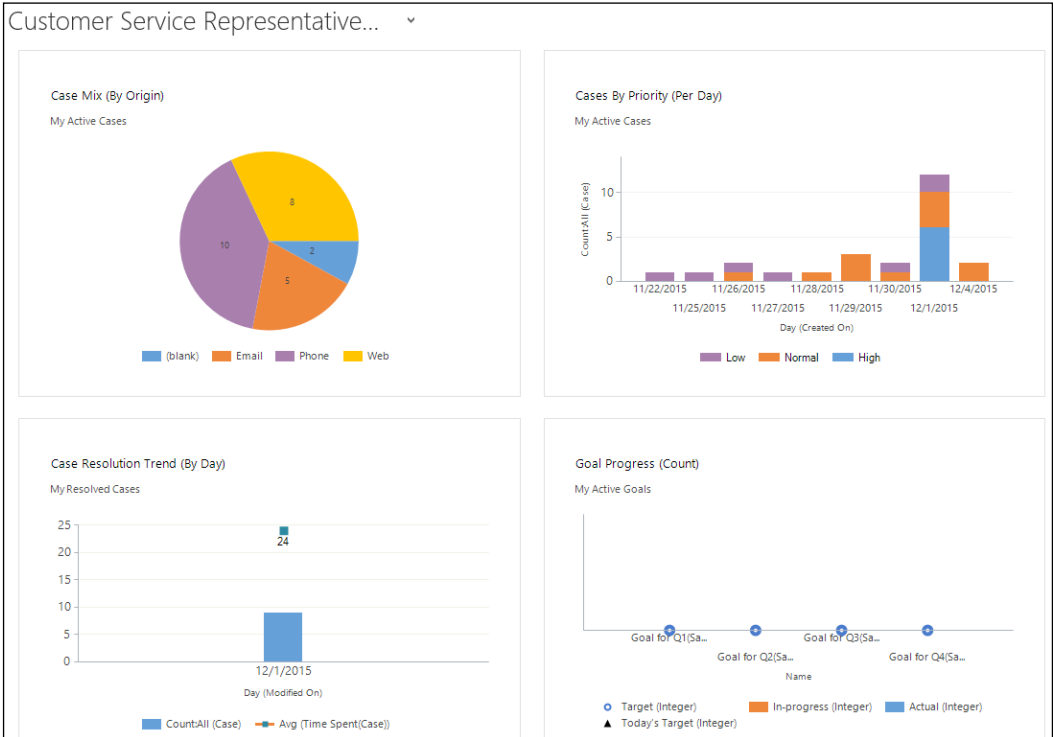 Customer Service Representative...
Case Mix (By Origin)
My Active Cases
8
10
2
5
(blank) Email Phone Web
Cases By Priority (Per Day)
My Active Cases
Count:All (Case)
10
5
0
11/22/2015 11/26/2015 11/28/2015 11/30/2015 12/4/2015
11/25/2015 11/27/2015 11/29/2015 12/1/2015
Day (Created On)
Low Normal High
Case Resolution Trend (By Day)
My Resolved Cases
25
20
15
10
5
0
24
12/1/2015
Day (Modified On)
Count:All (Case) Avg (Time Spent(Case))
Goal Progress (Count)
My Active Goals
Goal for Q1(Sa... Goal for Q3(Sa...
Goal for Q2(Sa... Goal for Q4(Sa...
Name
Target (Integer) In-progress (Integer) Actual (Integer)
Today's Target (Integer)